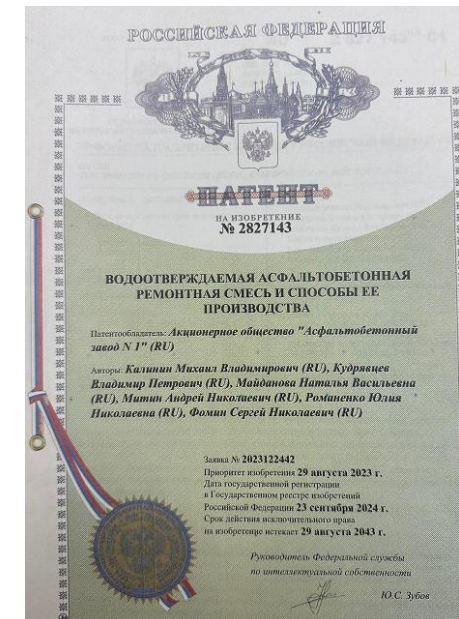 РОССИЙСКАЯ ФЕДЕРАЦИЯ
ПАТЕНТ
НА ИЗОБРЕТЕНИЕ
№ 2827143
ВОДООТВЕРЖДАЕМАЯ АСФАЛЬТОБЕТОННАЯ
РЕМОНТНАЯ СМЕСЬ И СПОСОБЫ ЕЕ
ПРОИЗВОДСТВА
Патентообладатель: Акционерное общество "Асфальтобетонный
завод N 1" (RU)
Авторы: Калинин Михаил Владимирович (RU), Кудрявцев
Владимир Петрович (RU), Майданова Наталья Васильевна
(RU), Митин Андрей Николаевич (RU), Романенко Юлия
Николаевна (RU), Фомин Сергей Николаевич (RU)
Заявка № 2023122442
Приоритет изобретения 29 августа 2023 г.
Дата государственной регистрации
в Государственном реестре изобретений
Российской Федерации 23 сентября 2024 г.
Срок действия исключительного права
на изобретение истекает 29 августа 2043 г.
Руководитель Федеральной службы
по интеллектуальной собственности
Ю.С. Зубов